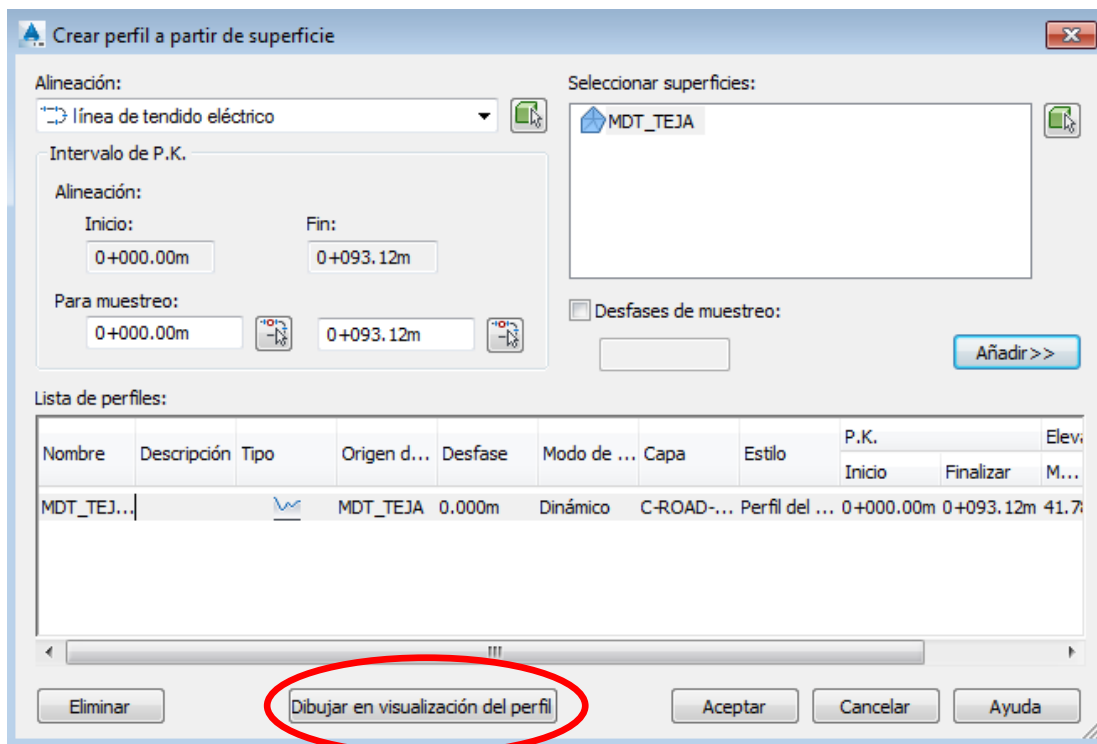 Crear perfil a partir de superficie
Alineación:
línea de tendido eléctrico
Seleccionar superficies:
MDT_TEJA
Intervalo de P.K.
Alineación:
Inicio:
Fin:
0+000.00m
0+093.12m
Para muestreo:
0+000.00m
0+093.12m
Desfases de muestreo:
Añadir>>
Lista de perfiles:
Nombre Descripción Tipo Origen d... Desfase Modo de ... Capa Estilo P.K. Elev
Inicio Finalizar M...
MDT_TEJ... MDT_TEJA 0.000m Dinámico C-ROAD-... Perfil del ... 0+000.00m 0+093.12m 41.78
Eliminar Dibujar en visualización del perfil Aceptar Cancelar Ayuda